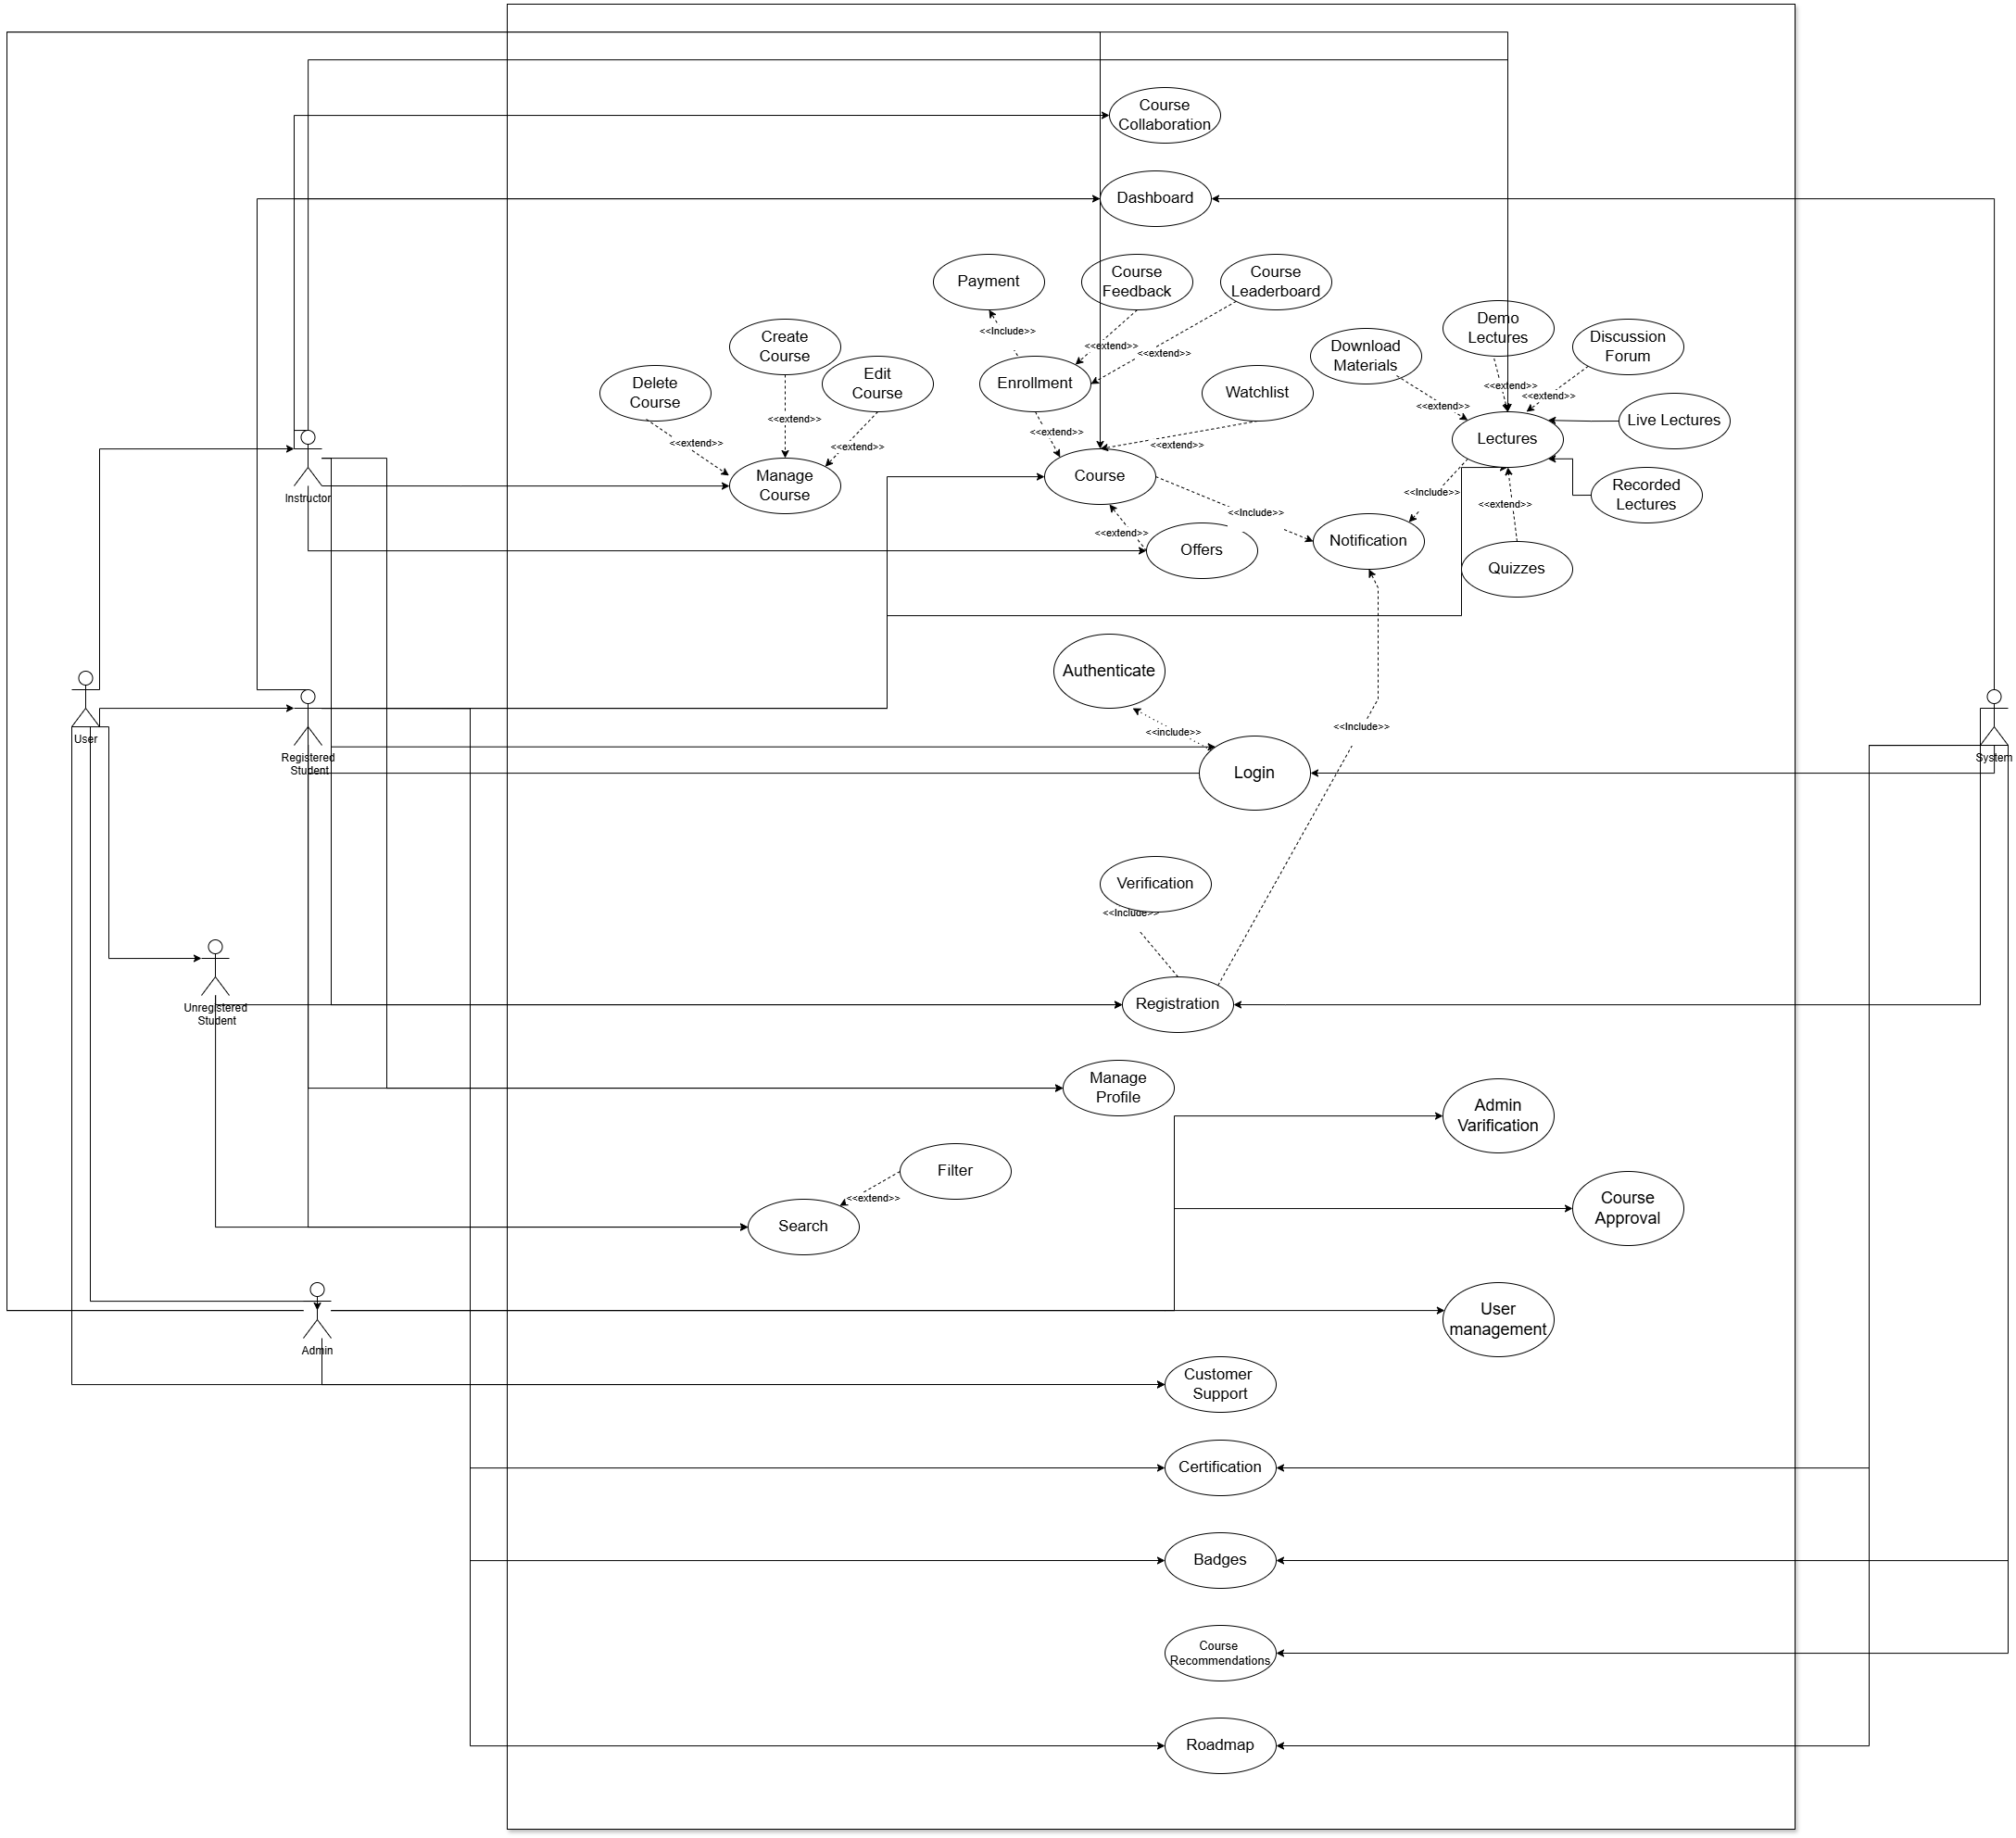 Course
Collaboration
Dashboard
Payment
Course
Feedback
Course
Leaderboard
<<Include>>
<<extend>>
<<extend>>
Create
Course
Delete
Course
Edit
Course
<<extend>>
<<extend>>
<<extend>>
Manage
Course
Enrollment
Watchlist
<<extend>>
<<extend>>
Course
<<extend>>
Offers
<<Include>>
Notification
Demo
Lectures
Download
Materials
Discussion
Forum
<<extend>>
<<extend>>
<<extend>>
Lectures
Live Lectures
Recorded
Lectures
<<Include>>
<<extend>>
Quizzes
Instructor
User
Registered
Student
Authenticate
<<include>>
Login
<<Include>>
System
Verification
<<Include>>
Registration
Unregistered
Student
Manage
Profile
Admin
Varification
Filter
<<extend>>
Search
Course
Approval
User
management
Admin
Customer
Support
Certification
Badges
Course
Recommendations
Roadmap